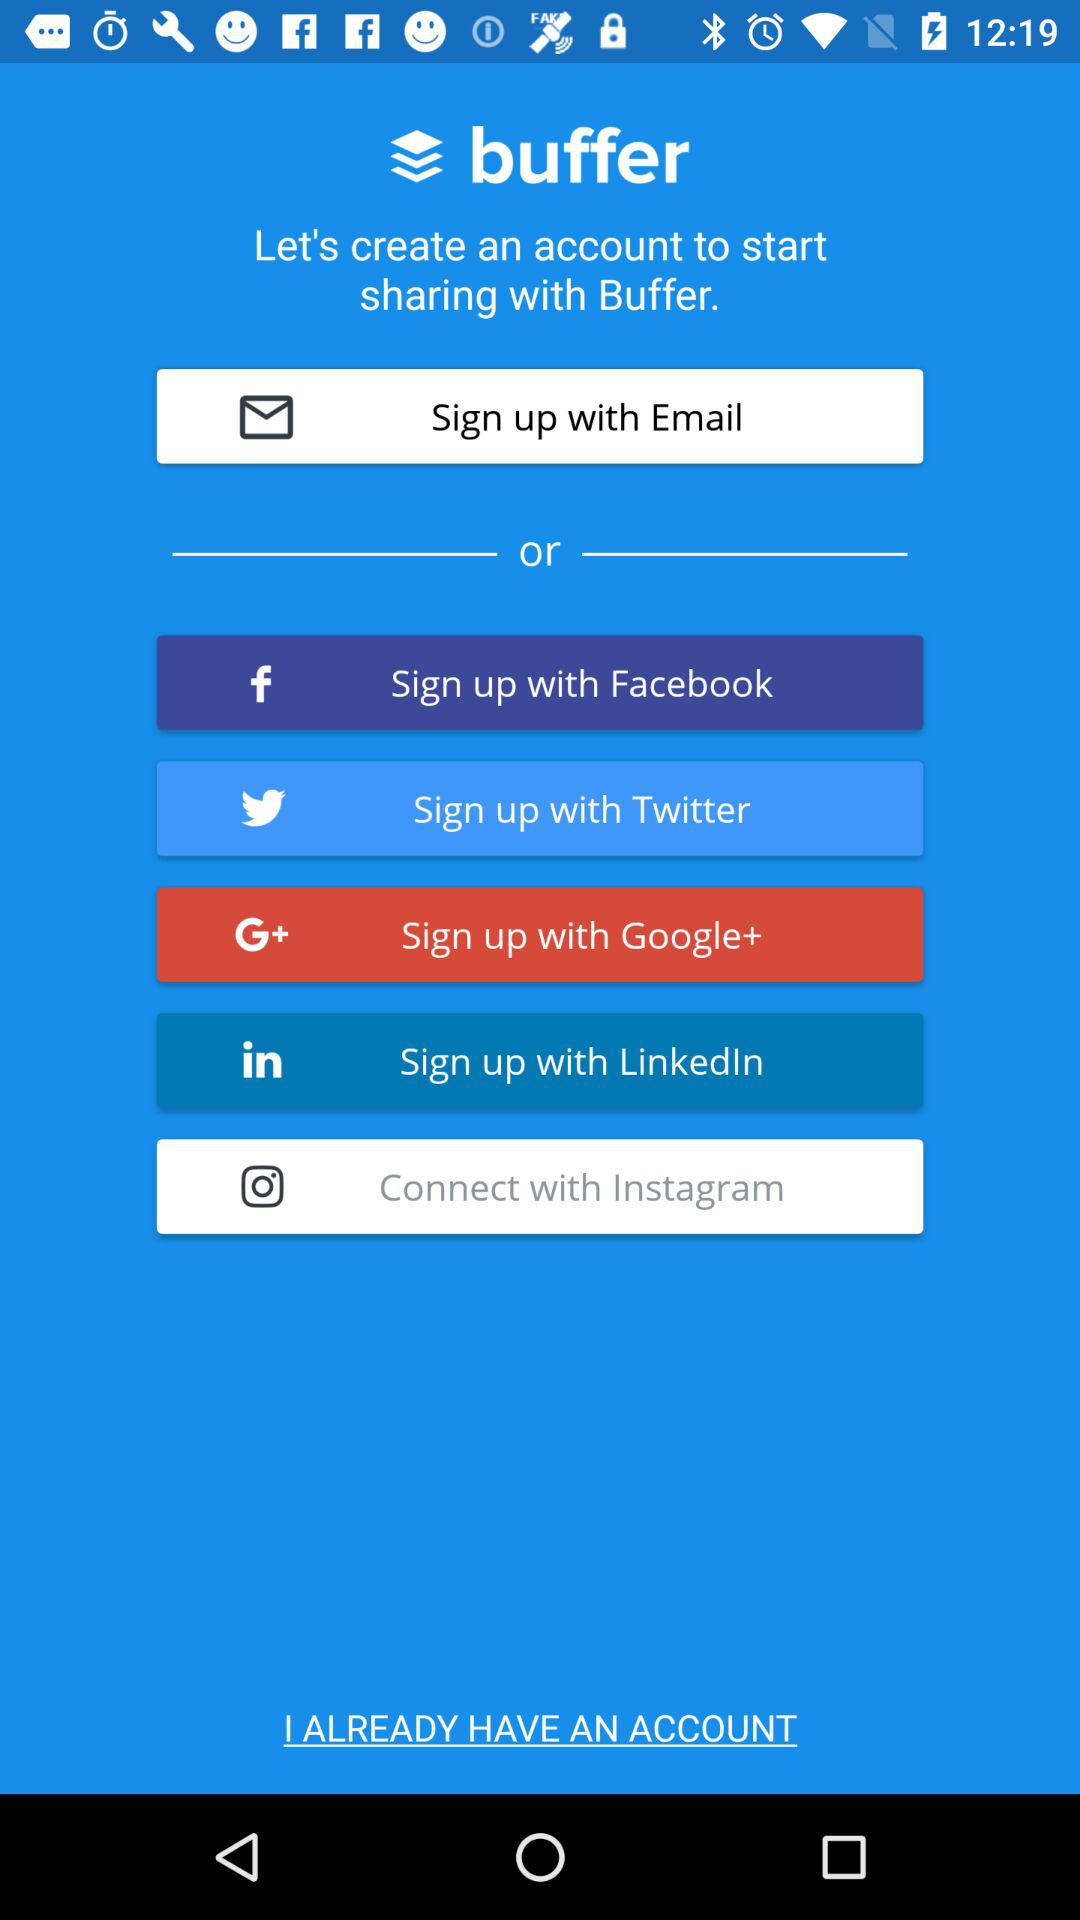 FAKE
12:19
buffer
Let's create an account to start
sharing with Buffer.
Sign up with Email
or
Sign up with Facebook
Sign up with Twitter
G+ Sign up with Google+
in Sign up with LinkedIn
Connect with Instagram
I ALREADY HAVE AN ACCOUNT